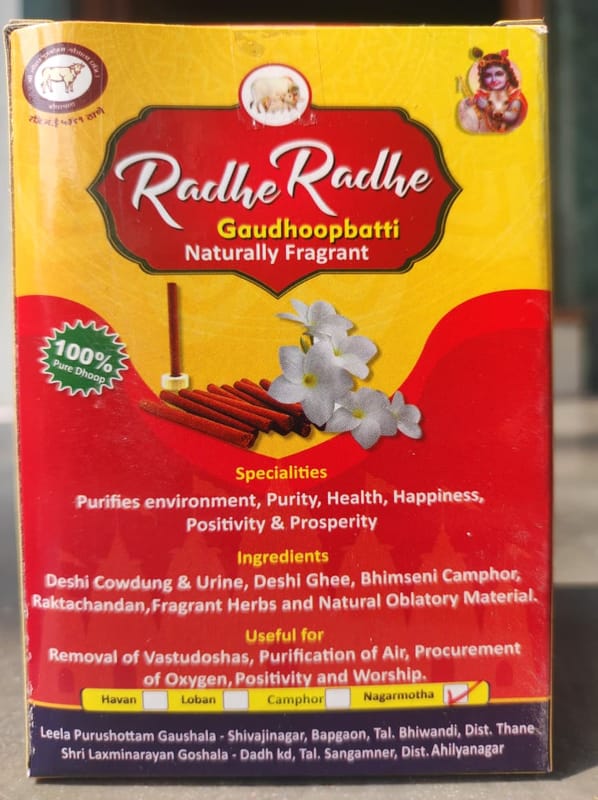 Radhe Radhe
Gaudhoopbatti
Naturally Fragrant
100%
Pure Dhoop
Specialities
Purifies environment, Purity, Health, Happiness,
Positivity & Prosperity
Ingredients
Deshi Cowdung & Urine, Deshi Ghee, Bhimseni Camphor,
Raktachandan,Fragrant Herbs and Natural Oblatory Material.
Useful for
Removal of Vastudoshas, Purification of Air, Procurement
of Oxygen, Positivity and Worship.
Havan Loban Camphor Nagarmotha
Leela Purushottam Gaushala - Shivajinagar, Bapgaon, Tal. Bhiwandi, Dist. Thane
Shri Laxminarayan Goshala - Dadh kd, Tal. Sangamner, Dist. Ahilyanagar